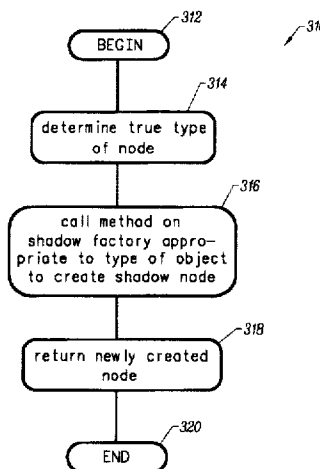 312
BEGIN
314
determine true type
of node
316
call method on
shadow factory appro-
priate to type of object
to create shadow node
318
return newly created
node
320
END